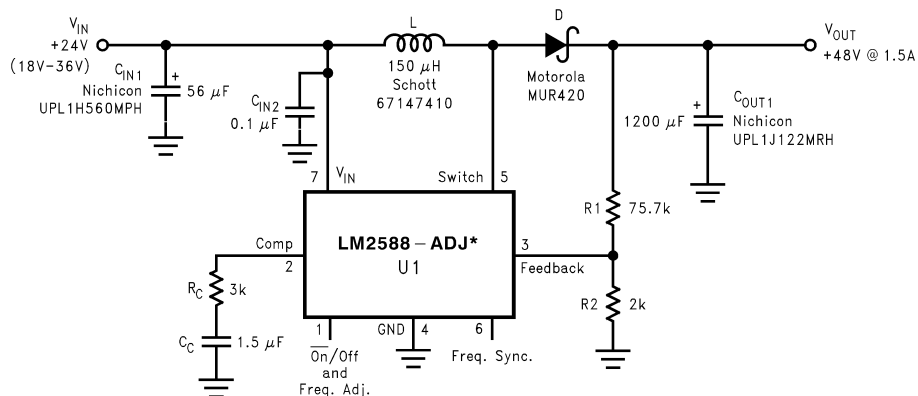 V_IN
+24V
(18V-36V)
C_IN1
+
56 μF
Nichicon
UPL1H560MPH
C_IN2
0.1 μF
L
150 μH
Schott
67147410
D
Motorola
MUR420
V_OUT
+48V @ 1.5A
+
1200 μF
C_OUT1
Nichicon
UPL1J122MRH
7
V_IN
Switch
5
R1
75.7k
LM2588-ADJ*
U1
Comp
2
3
Feedback
R_C
3k
R2
2k
C_C
1.5 μF
1
GND
4
6
O̅n̅/Off
and
Freq. Adj.
Freq. Sync.